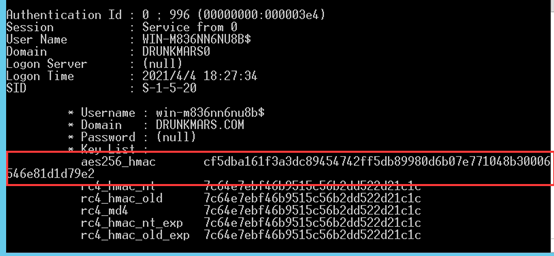 Authentication Id : 0 ; 996 (00000000:000003e4)
Session : Service from 0
User Name : WIN-M836NN6NU8B$
Domain : DRUNKMARS0
Logon Server : (null)
Logon Time : 2021/4/4 18:27:34
SID : S-1-5-20
* Username : win-m836nn6nu8b$
* Domain : DRUNKMARS.COM
* Password : (null)
* Key List :
aes256_hmac cf5dba161f3a3dc89454742ff5db89980d6b07e771048b30006
546e81d1d79e2
rc4_hmac_nt 7c64e7ebf46b9515c56b2dd522d21c1c
rc4_hmac_old 7c64e7ebf46b9515c56b2dd522d21c1c
rc4_md4 7c64e7ebf46b9515c56b2dd522d21c1c
rc4_hmac_nt_exp 7c64e7ebf46b9515c56b2dd522d21c1c
rc4_hmac_old_exp 7c64e7ebf46b9515c56b2dd522d21c1c